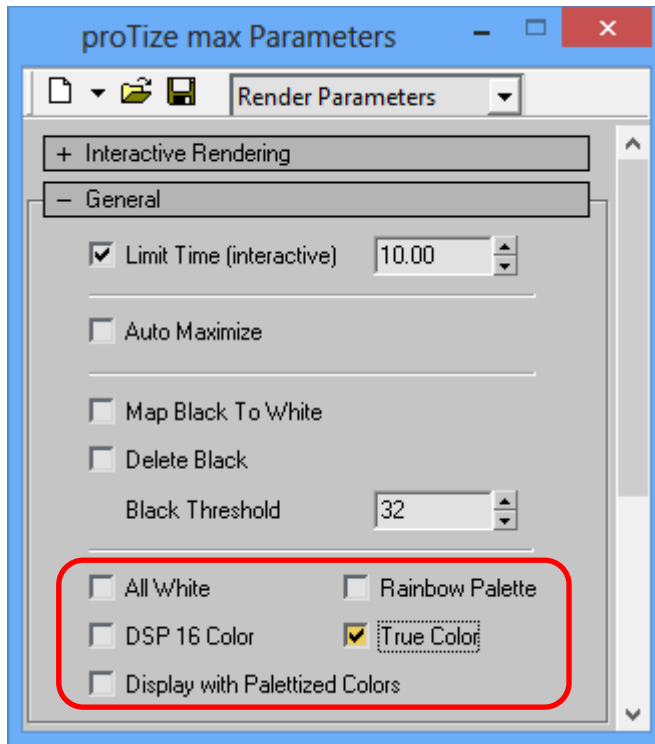 proTize max Parameters
Render Parameters
+ Interactive Rendering
– General
Limit Time (interactive) 10.00
Auto Maximize
Map Black To White
Delete Black
Black Threshold 32
All White Rainbow Palette
DSP 16 Color True Color
Display with Palettized Colors